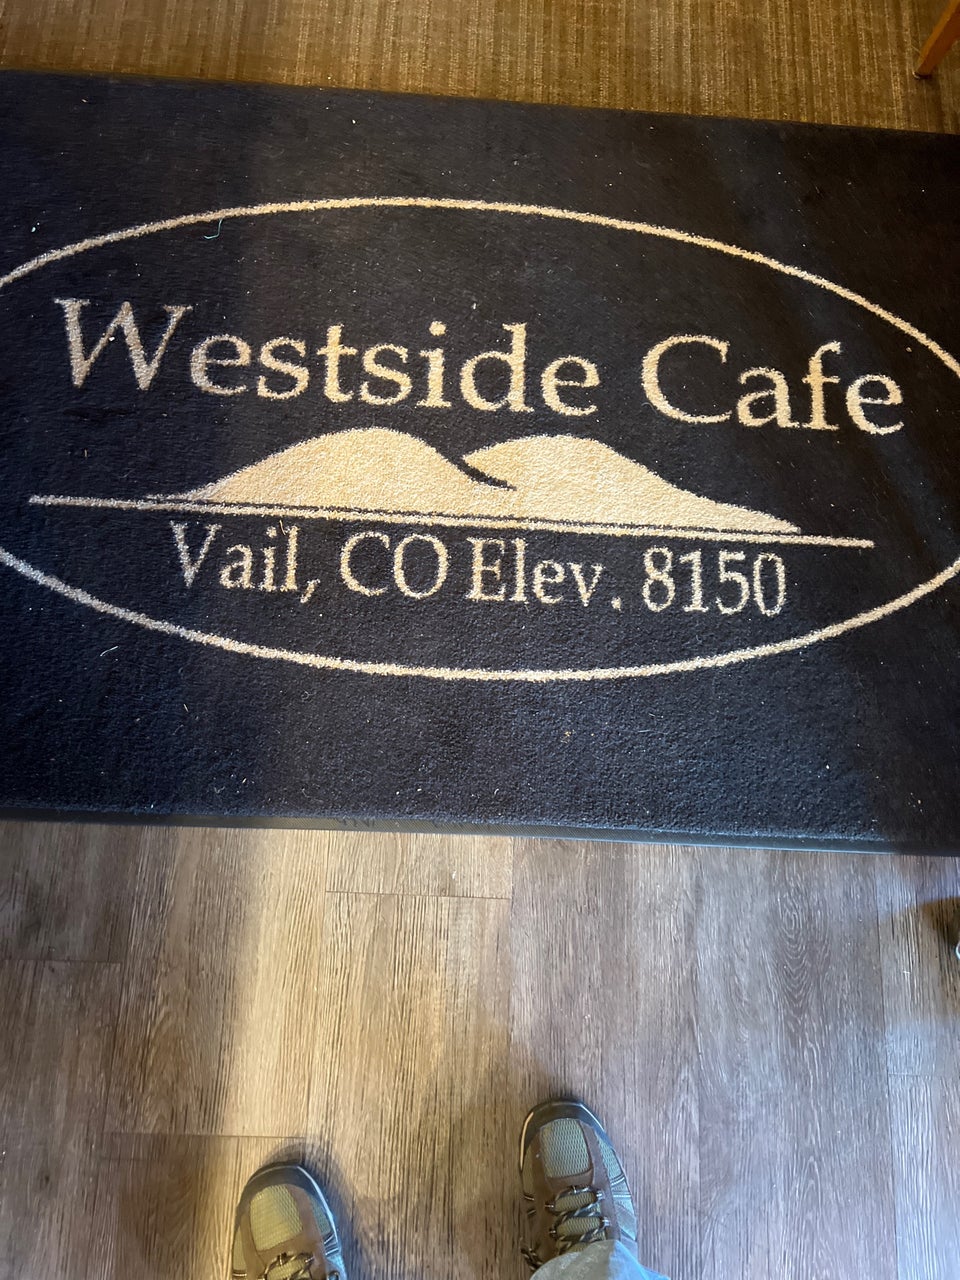 Westside Cafe
Vail, CO Elev. 8150